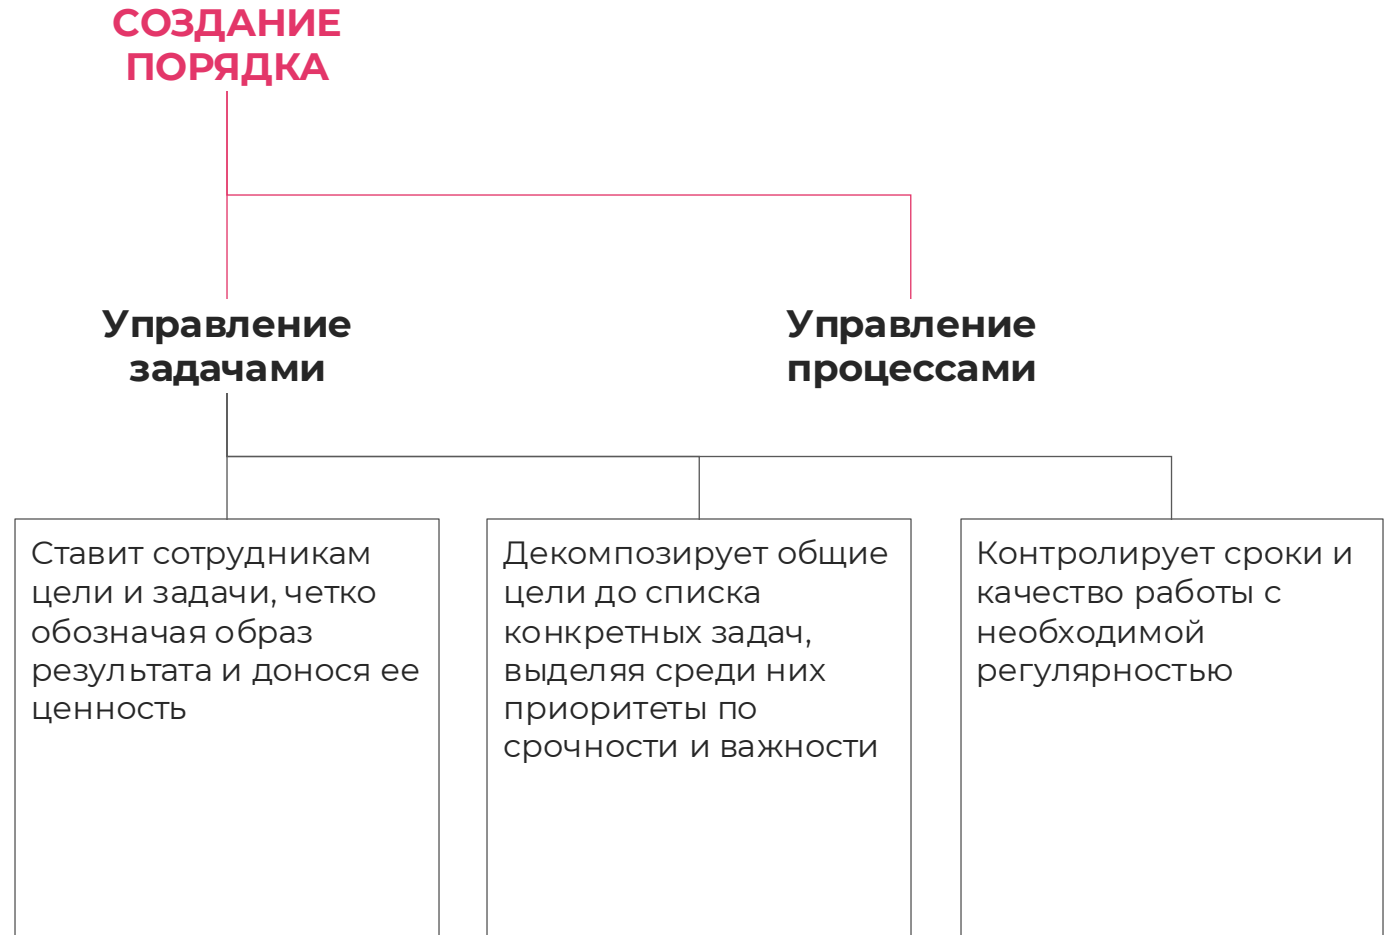 СОЗДАНИЕ
ПОРЯДКА
Управление
задачами
Управление
процессами
Ставит сотрудникам
цели и задачи, четко
обозначая образ
результата и донося ее
ценность
Декомпозирует общие
цели до списка
конкретных задач,
выделяя среди них
приоритеты по
срочности и важности
Контролирует сроки и
качество работы с
необходимой
регулярностью